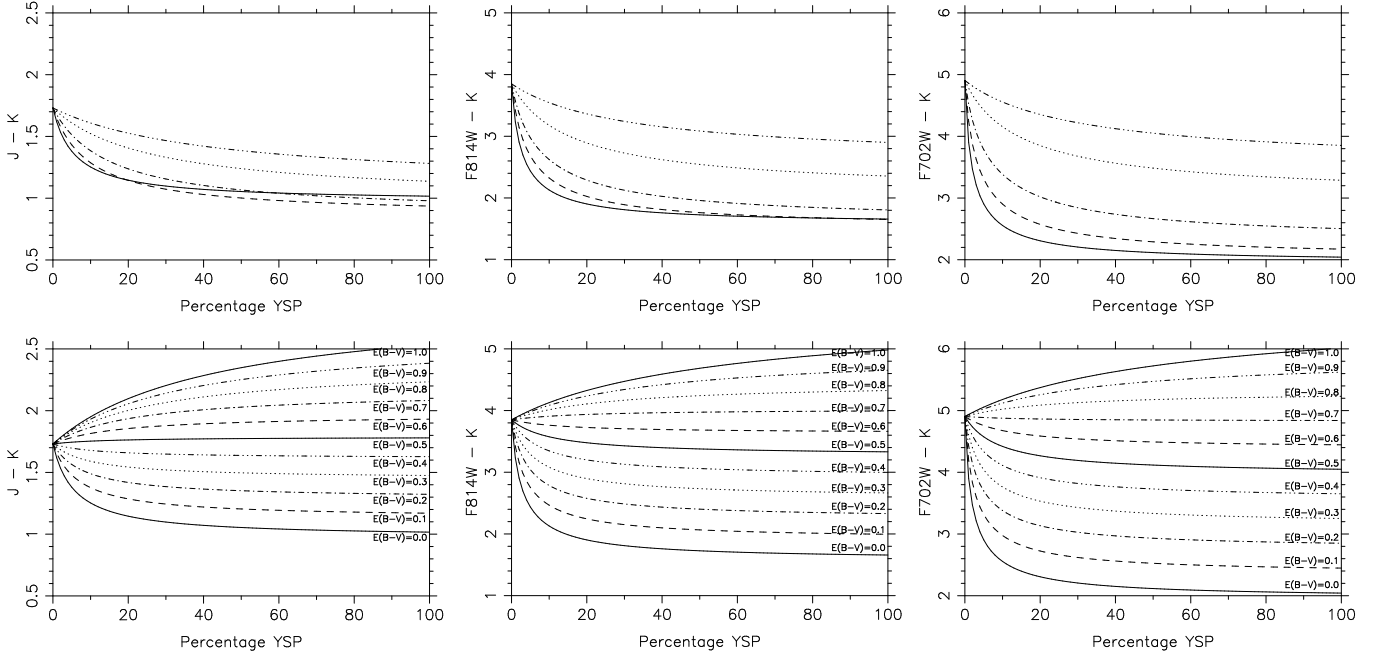 2.5
2
1.5
1
0.5
J – K
0 20 40 60 80 100
Percentage YSP
5
4
3
2
1
F814W – K
0 20 40 60 80 100
Percentage YSP
6
5
4
3
2
F702W – K
0 20 40 60 80 100
Percentage YSP
2.5
2
1.5
1
0.5
J – K
E(B–V)=1.0
E(B–V)=0.9
E(B–V)=0.8
E(B–V)=0.7
E(B–V)=0.6
E(B–V)=0.5
E(B–V)=0.4
E(B–V)=0.3
E(B–V)=0.2
E(B–V)=0.1
E(B–V)=0.0
0 20 40 60 80 100
Percentage YSP
5
4
3
2
1
F814W – K
E(B–V)=1.0
E(B–V)=0.9
E(B–V)=0.8
E(B–V)=0.7
E(B–V)=0.6
E(B–V)=0.5
E(B–V)=0.4
E(B–V)=0.3
E(B–V)=0.2
E(B–V)=0.1
E(B–V)=0.0
0 20 40 60 80 100
Percentage YSP
6
5
4
3
2
F702W – K
E(B–V)=1.0
E(B–V)=0.9
E(B–V)=0.8
E(B–V)=0.7
E(B–V)=0.6
E(B–V)=0.5
E(B–V)=0.4
E(B–V)=0.3
E(B–V)=0.2
E(B–V)=0.1
E(B–V)=0.0
0 20 40 60 80 100
Percentage YSP